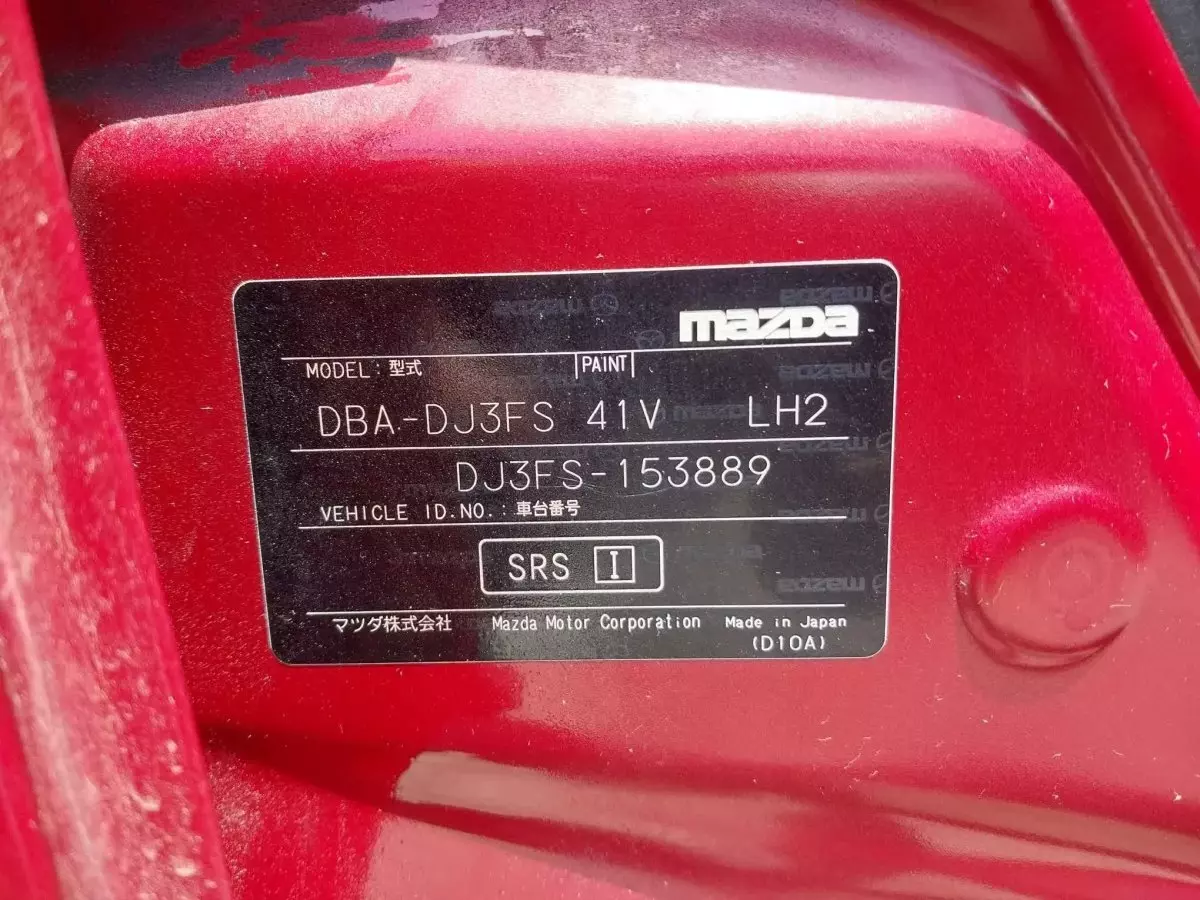 mazda
MODEL : 型式 PAINT
DBA-DJ3FS 41V LH2
DJ3FS-153889
VEHICLE ID.NO. : 車台番号
SRS I
マツダ株式会社 Mazda Motor Corporation Made in Japan
(D10A)